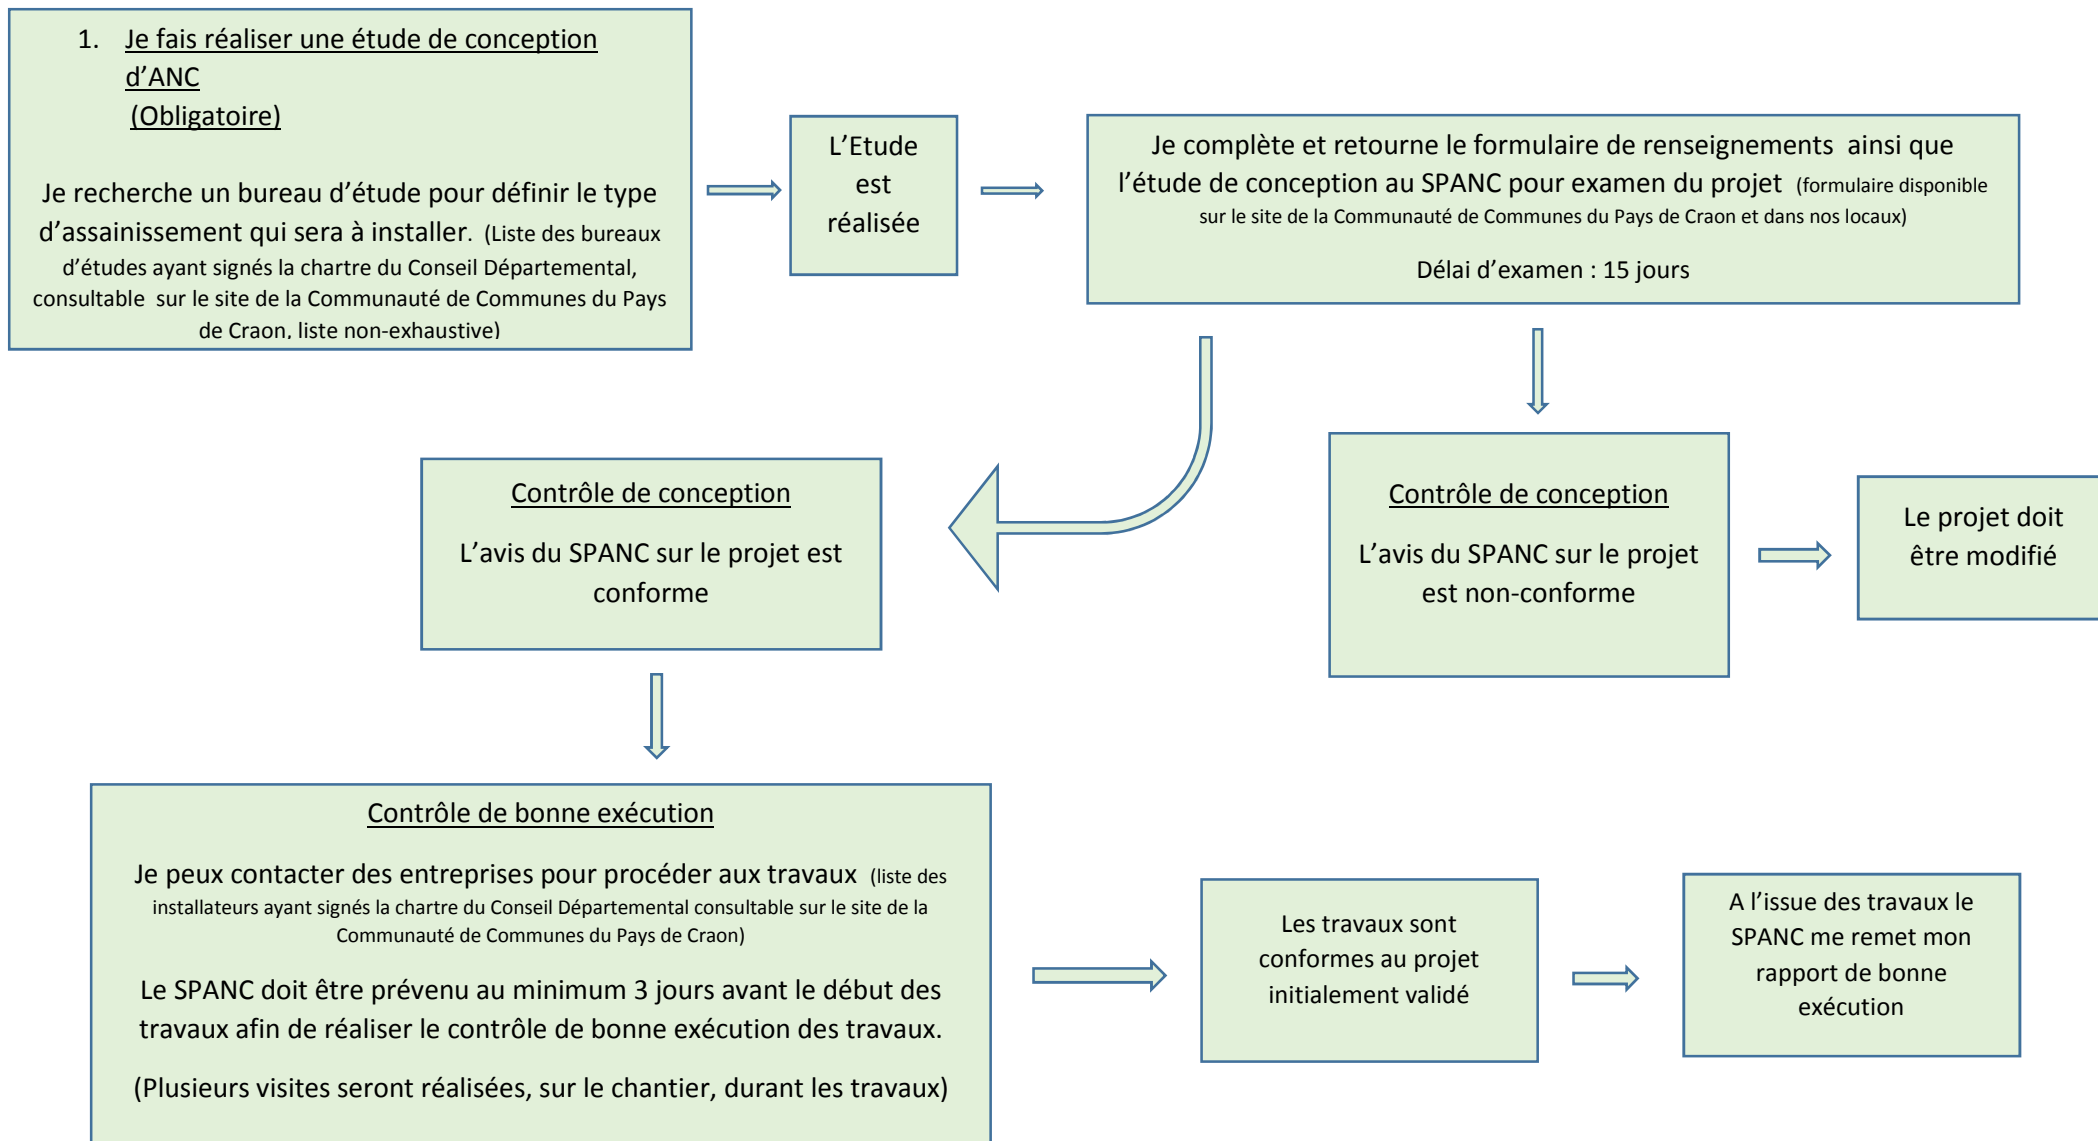 1. Je fais réaliser une étude de conception
d’ANC
(Obligatoire)
Je recherche un bureau d’étude pour définir le type
d’assainissement qui sera à installer. (Liste des bureaux
d’études ayant signés la chartre du Conseil Départemental,
consultable sur le site de la Communauté de Communes du Pays
de Craon, liste non-exhaustive)
L’Etude
est
réalisée
Je complète et retourne le formulaire de renseignements ainsi que
l’étude de conception au SPANC pour examen du projet (formulaire disponible
sur le site de la Communauté de Communes du Pays de Craon et dans nos locaux)
Délai d’examen : 15 jours
Contrôle de conception
L’avis du SPANC sur le projet est
conforme
Contrôle de conception
L’avis du SPANC sur le projet
est non-conforme
Le projet doit
être modifié
Contrôle de bonne exécution
Je peux contacter des entreprises pour procéder aux travaux (liste des
installateurs ayant signés la chartre du Conseil Départemental consultable sur le site de la
Communauté de Communes du Pays de Craon)
Le SPANC doit être prévenu au minimum 3 jours avant le début des
travaux afin de réaliser le contrôle de bonne exécution des travaux.
(Plusieurs visites seront réalisées, sur le chantier, durant les travaux)
Les travaux sont
conformes au projet
initialement validé
A l’issue des travaux le
SPANC me remet mon
rapport de bonne
exécution